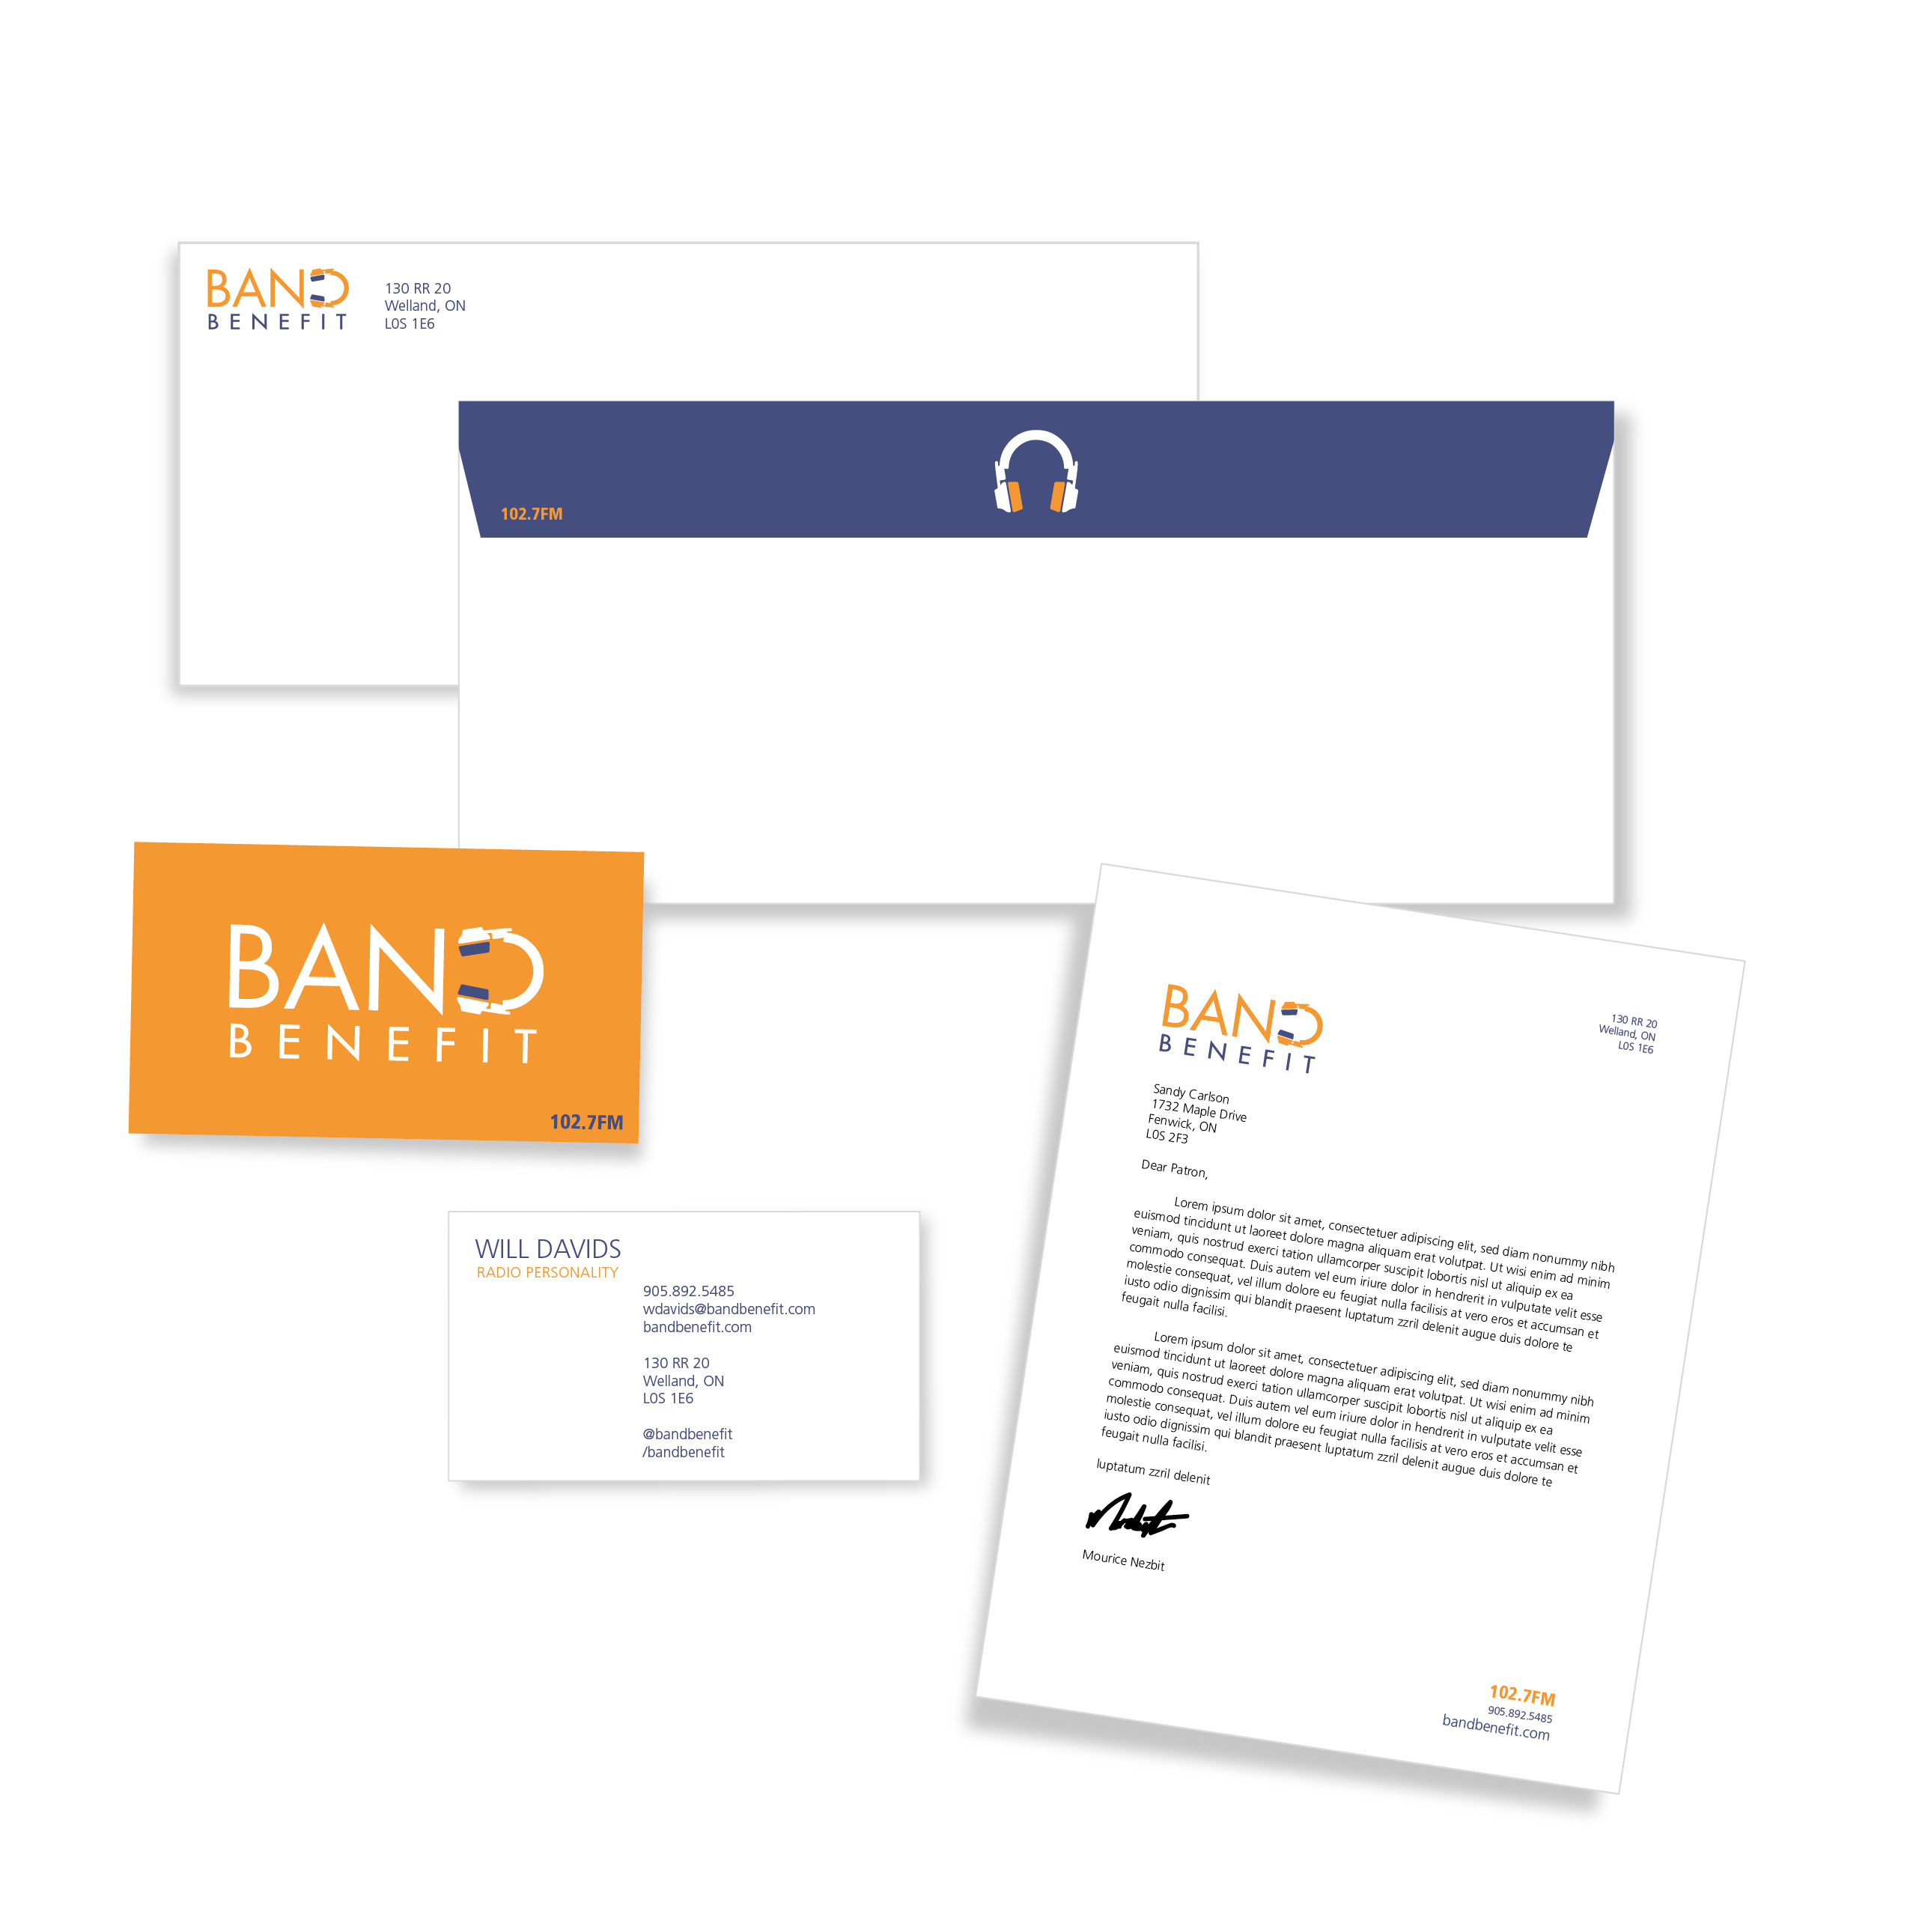 BAND
BENEFIT
130 RR 20
Welland, ON
L0S 1E6
102.7FM
BAND
BENEFIT
102.7FM
WILL DAVIDS
RADIO PERSONALITY
905.892.5485
wdavids@bandbenefit.com
bandbenefit.com
130 RR 20
Welland, ON
L0S 1E6
@bandbenefit
/bandbenefit
BAND
BENEFIT
130 RR 20
Welland, ON
L0S 1E6
Sandy Carlson
1732 Maple Drive
Fenwick, ON
L0S 2F3
Dear Patron,
Lorem ipsum dolor sit amet, consectetuer adipiscing elit, sed diam nonummy nibh
euismod tincidunt ut laoreet dolore magna aliquam erat volutpat. Ut wisi enim ad minim
veniam, quis nostrud exerci tation ullamcorper suscipit lobortis nisl ut aliquip ex ea
commodo consequat. Duis autem vel eum iriure dolor in hendrerit in vulputate velit esse
molestie consequat, vel illum dolore eu feugiat nulla facilisis at vero eros et accumsan et
iusto odio dignissim qui blandit praesent luptatum zzril delenit augue duis dolore te
feugait nulla facilisi.
Lorem ipsum dolor sit amet, consectetuer adipiscing elit, sed diam nonummy nibh
euismod tincidunt ut laoreet dolore magna aliquam erat volutpat. Ut wisi enim ad minim
veniam, quis nostrud exerci tation ullamcorper suscipit lobortis nisl ut aliquip ex ea
commodo consequat. Duis autem vel eum iriure dolor in hendrerit in vulputate velit esse
molestie consequat, vel illum dolore eu feugiat nulla facilisis at vero eros et accumsan et
iusto odio dignissim qui blandit praesent luptatum zzril delenit augue duis dolore te
feugait nulla facilisi.
luptatum zzril delenit
Mourice Nezbit
102.7FM
905.892.5485
bandbenefit.com